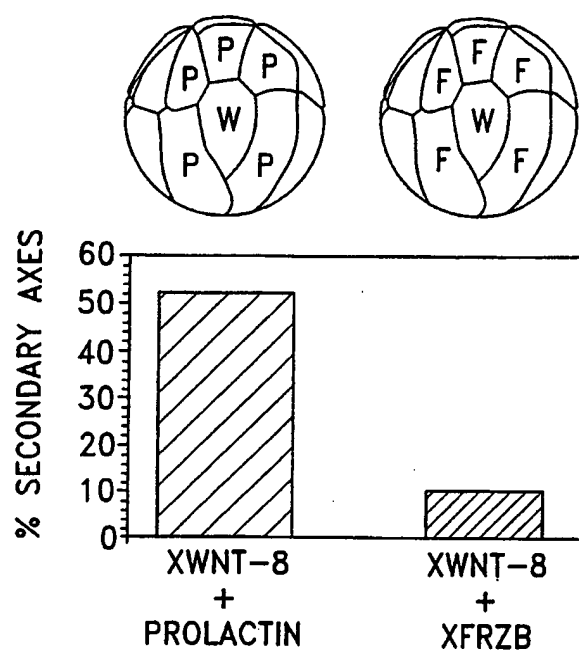 P P P
W
P P
F F F
W
F F
% SECONDARY AXES
60
50
40
30
20
10
0
XWNT-8
+
PROLACTIN
XWNT-8
+
XFRZB